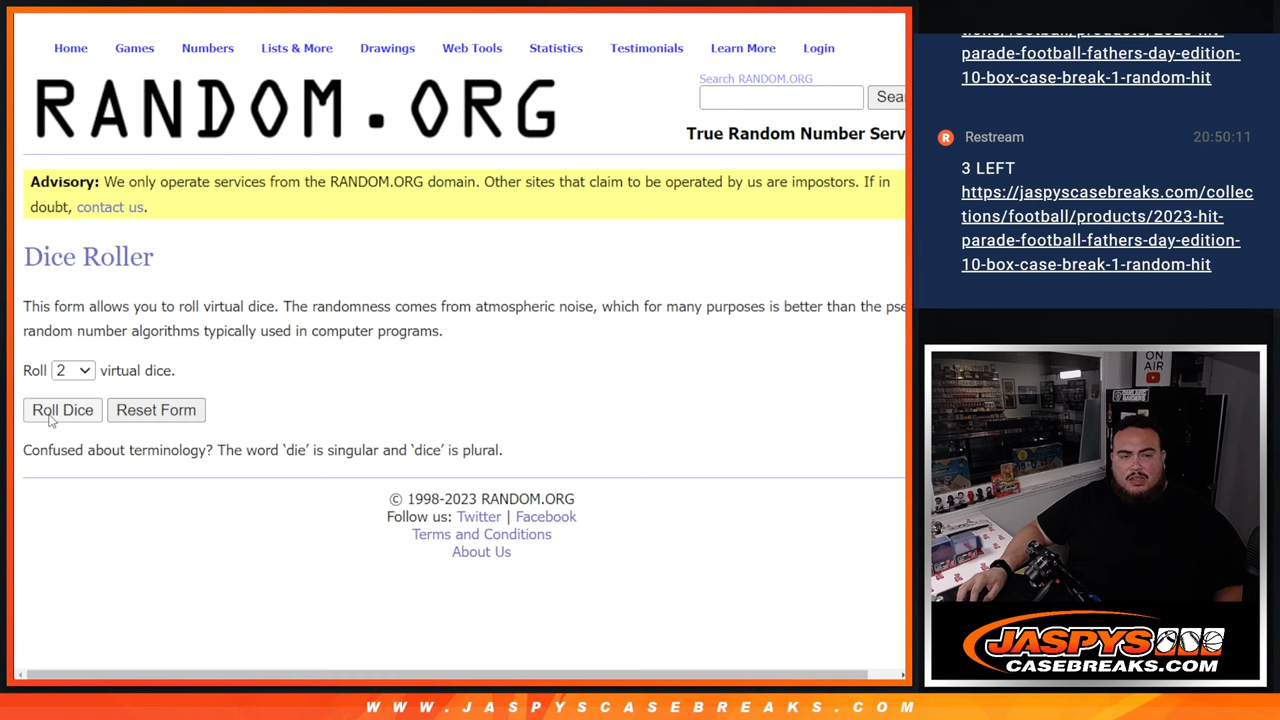 Home Games Numbers Lists & More Drawings Web Tools Statistics Testimonials Learn More Login
RANDOM.ORG
Search RANDOM.ORG
Sea
True Random Number Serv
Advisory: We only operate services from the RANDOM.ORG domain. Other sites that claim to be operated by us are impostors. If in
doubt, contact us.
Dice Roller
This form allows you to roll virtual dice. The randomness comes from atmospheric noise, which for many purposes is better than the pse
random number algorithms typically used in computer programs.
Roll 2 virtual dice.
Roll Dice Reset Form
Confused about terminology? The word ‘die’ is singular and ‘dice’ is plural.
© 1998-2023 RANDOM.ORG
Follow us: Twitter | Facebook
Terms and Conditions
About Us
tions/football/products/2023-hit-
parade-football-fathers-day-edition-
10-box-case-break-1-random-hit
R Restream 20:50:11
3 LEFT
https://jaspyscasebreaks.com/collec
tions/football/products/2023-hit-
parade-football-fathers-day-edition-
10-box-case-break-1-random-hit
ON
AIR
JASPYS
CASEBREAKS.COM
WWW.JASPYSCASEBREAKS.COM